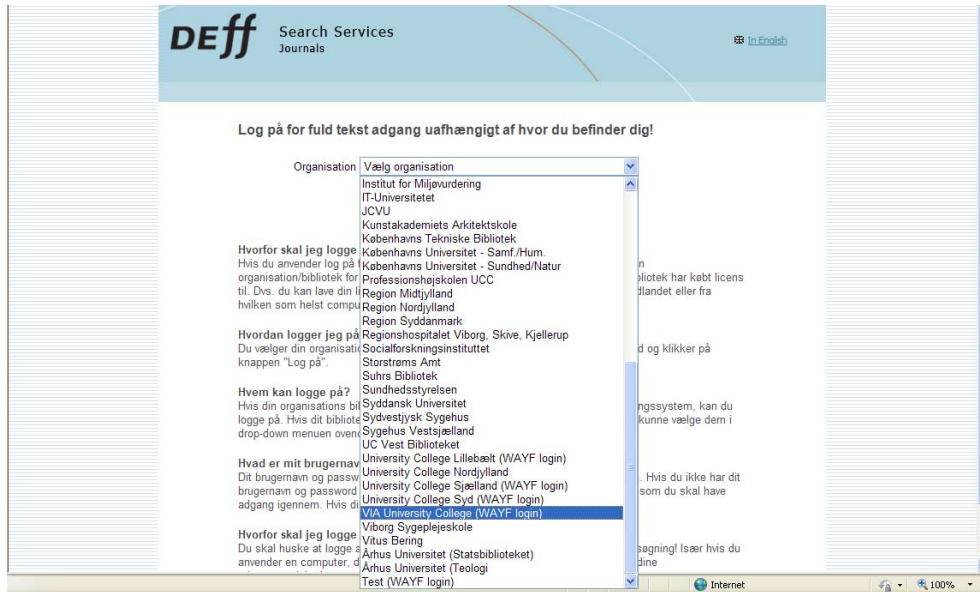 DEff
Search Services
Journals
In English
Log på for fuld tekst adgang uafhængigt af hvor du befinder dig!
Organisation Vælg organisation
Institut for Miljøvurdering
IT-Universitetet
JCVU
Kunstakademiets Arkitektskole
Københavns Tekniske Bibliotek
Københavns Universitet - Samf./Hum.
Københavns Universitet - Sundhed/Natur
Professionshøjskolen UCC
Region Midtjylland
Region Nordjylland
Region Syddanmark
Regionshospitalet Viborg, Skive, Kjellerup
Socialforskningsinstituttet
Storstrøms Amt
Suhrs Bibliotek
Sundhedsstyrelsen
Syddansk Universitet
Sydvestjysk Sygehus
Sygehus Vestsjælland
UC Vest Biblioteket
University College Lillebælt (WAYF login)
University College Nordjylland
University College Sjælland (WAYF login)
University College Syd (WAYF login)
VIA University College (WAYF login)
Viborg Sygeplejeskole
Vitus Bering
Århus Universitet (Statsbiblioteket)
Århus Universitet (Teologi
Test (WAYF login)
Hvorfor skal jeg logge
Hvis du anvender log på
organisation/bibliotek for bliotek har købt licens
til. Dvs. du kan lave din dlandet eller fra
hvilken som helst compu
Hvordan logger jeg på
Du vælger din organisatio d og klikker på
knappen "Log på".
Hvem kan logge på?
Hvis din organisations bil ngssystem, kan du
logge på. Hvis dit bibliote kunne vælge dem i
drop-down menuen oven
Hvad er mit brugernav
Dit brugernavn og passw . Hvis du ikke har dit
brugernavn og password som du skal have
adgang igennem. Hvis di
Hvorfor skal jeg logge
Du skal huske at logge a søgning! Især hvis du
anvender en computer, d dine
Internet
100%